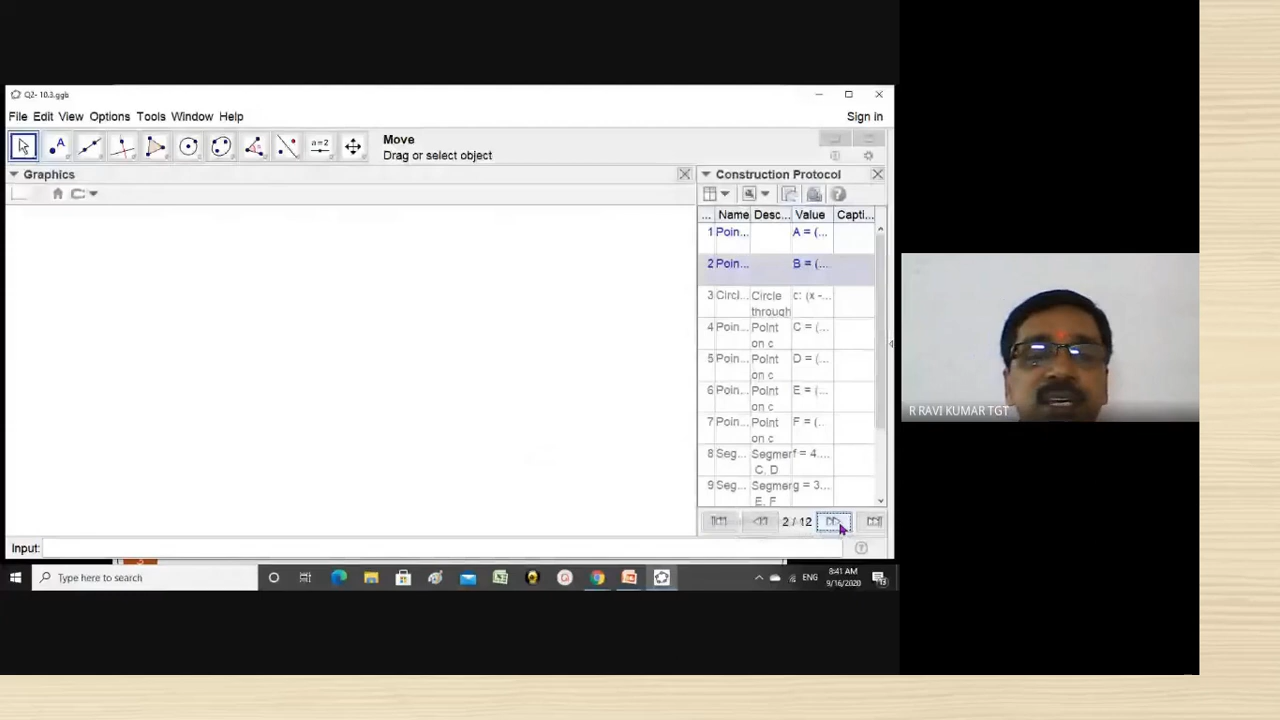 Q2- 10.3.ggb
File Edit View Options Tools Window Help
Sign in
A
a=2
Move
Drag or select object
Graphics
Construction Protocol
... Name Desc... Value Capti...
1 Poin... A = (...
2 Poin... B = (...
3 Circl... Circle through c: (x -...
4 Poin... Point on c C = (...
5 Poin... Point on c D = (...
6 Poin... Point on c E = (...
7 Poin... Point on c F = (...
8 Seg... Segmer C, D f = 4....
9 Seg... Segmer E, F g = 3...
2 / 12
Input:
Type here to search
ENG
8:41 AM
9/16/2020
R RAVI KUMAR TGT